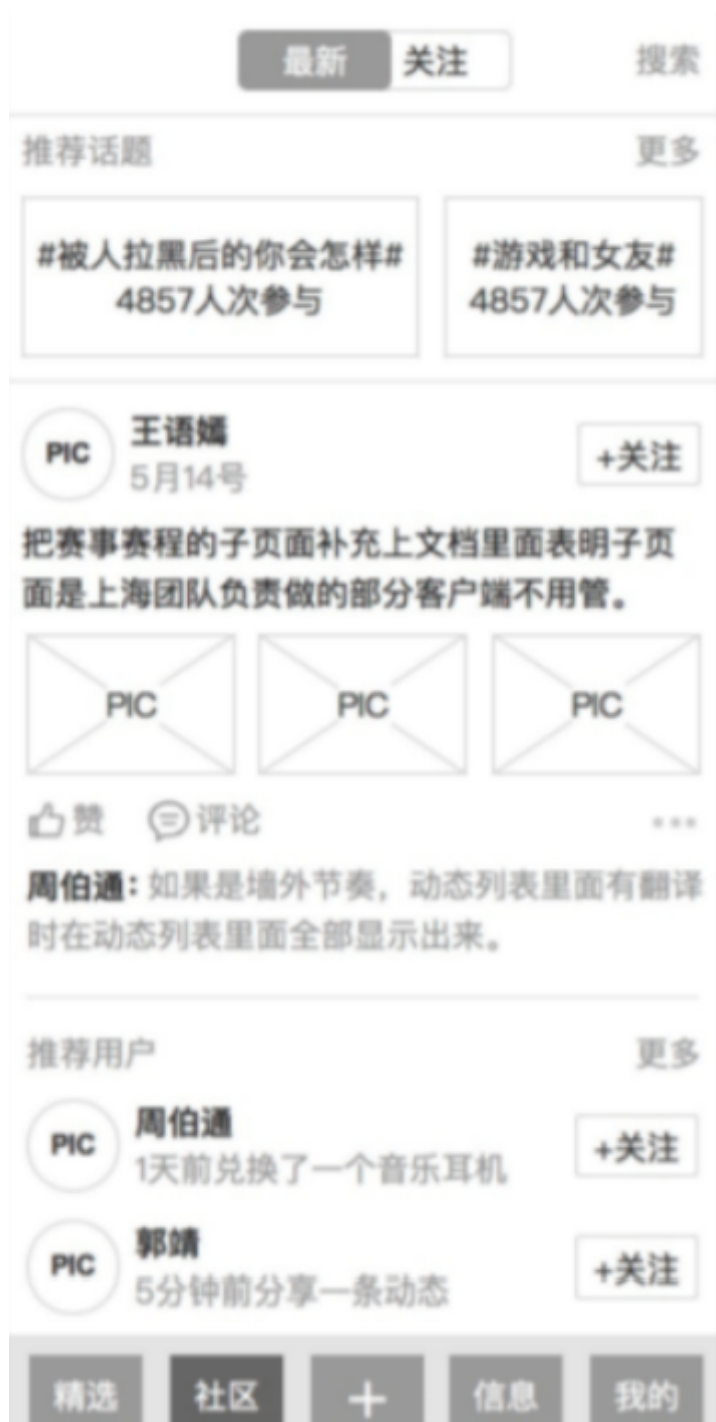 最新 关注 搜索
推荐话题 更多
#被人拉黑后的你会怎样# #游戏和女友#
4857人次参与 4857人次参与
PIC 王语嫣 +关注
5月14号
把赛事赛程的子页面补充上文档里面表明子页
面是上海团队负责做的部分客户端不用管。
PIC PIC PIC
赞 评论
周伯通：如果是墙外节奏，动态列表里面有翻译
时在动态列表里面全部显示出来。
推荐用户 更多
PIC 周伯通 +关注
1天前兑换了一个音乐耳机
PIC 郭靖 +关注
5分钟前分享一条动态
精选 社区 + 信息 我的